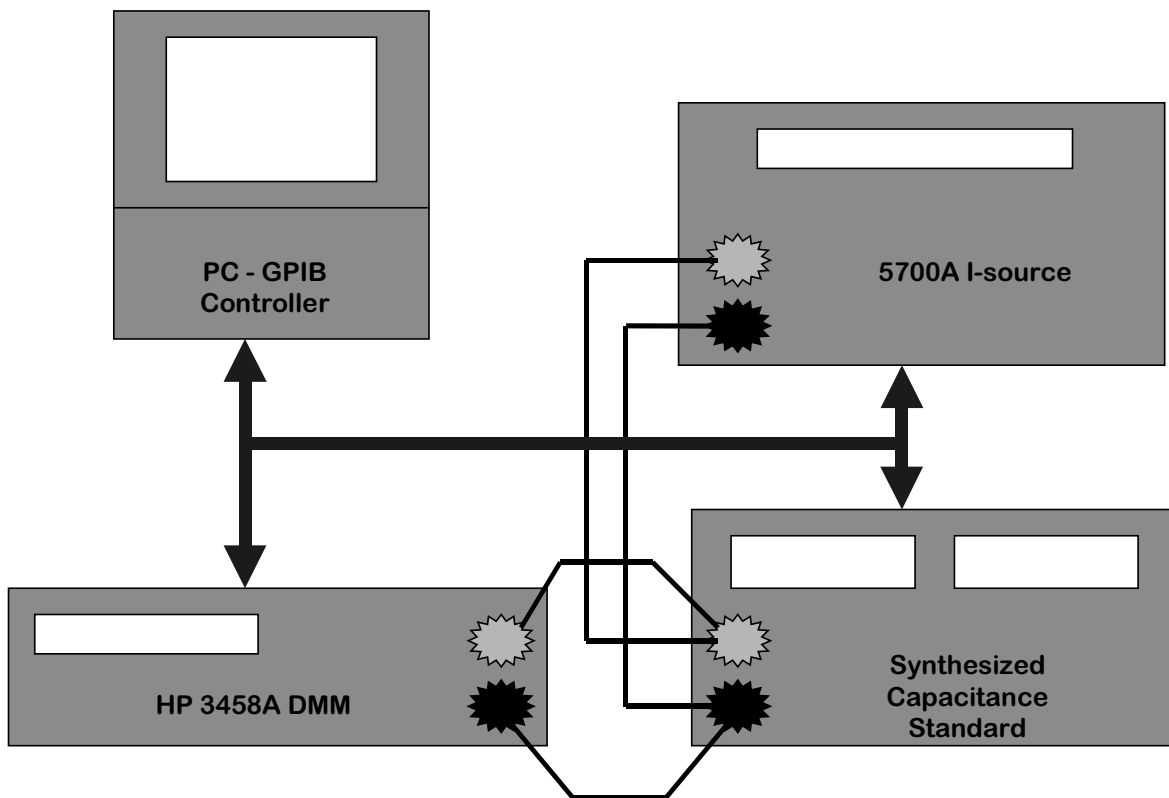 PC - GPIB
Controller
5700A I-source
HP 3458A DMM
Synthesized
Capacitance
Standard